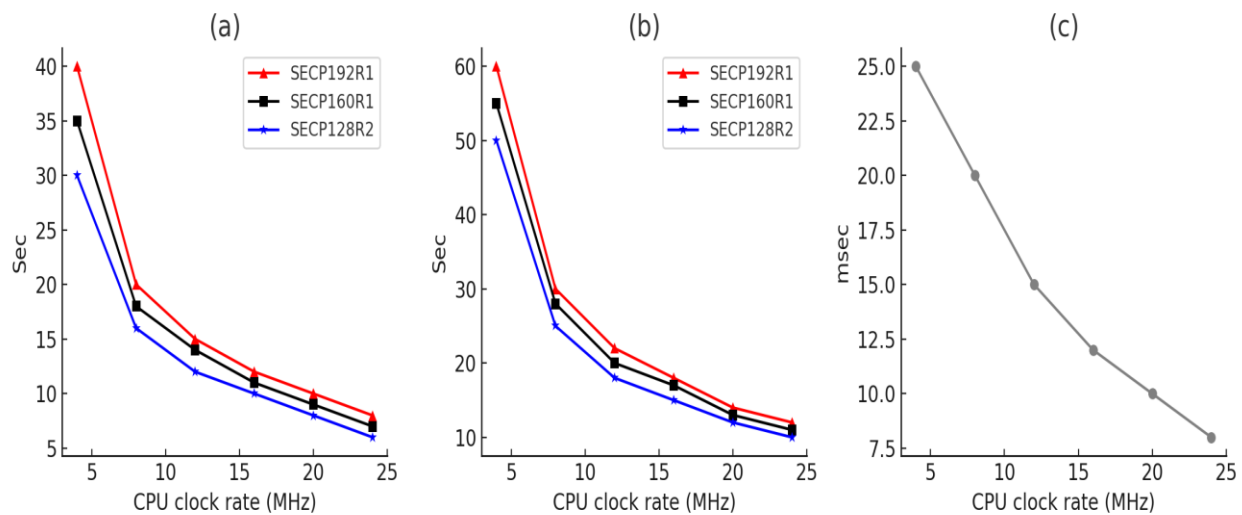 (a)
40
35
30
25
20
15
10
5
Sec
SECP192R1
SECP160R1
SECP128R2
5 10 15 20 25
CPU clock rate (MHz)
(b)
60
50
40
30
20
10
Sec
SECP192R1
SECP160R1
SECP128R2
5 10 15 20 25
CPU clock rate (MHz)
(c)
25.0
22.5
20.0
17.5
15.0
12.5
10.0
7.5
msec
5 10 15 20 25
CPU clock rate (MHz)